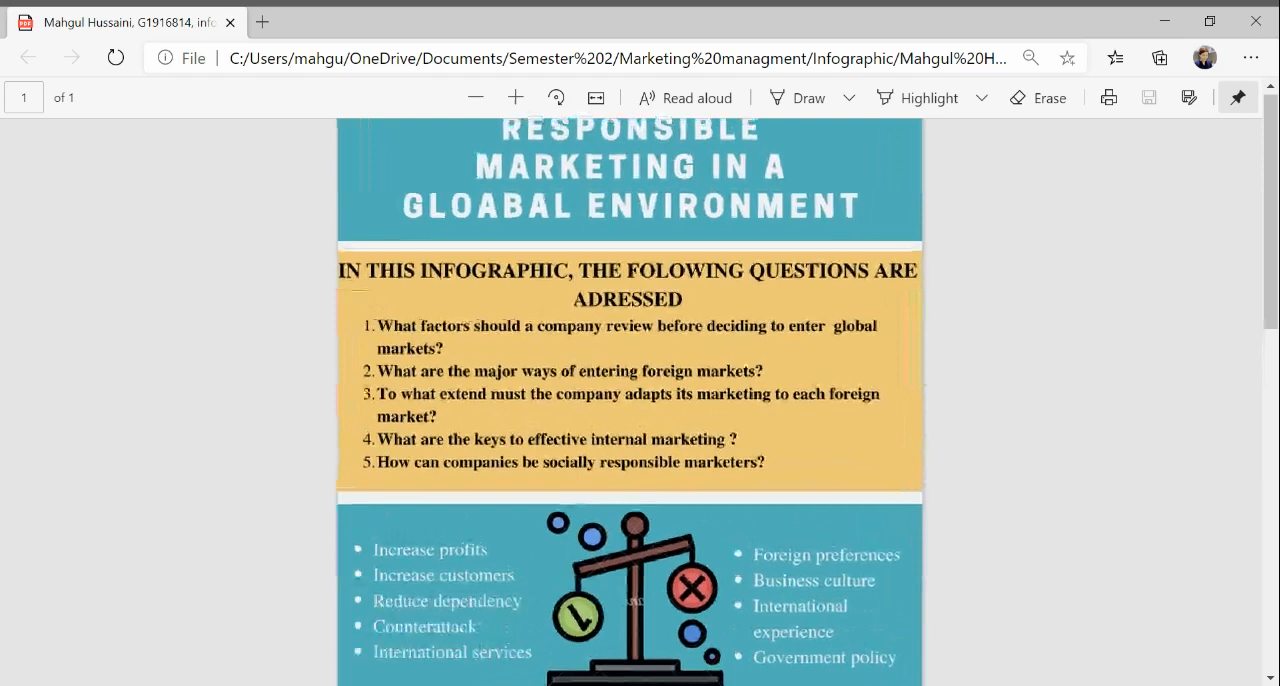 Mahgul Hussaini, G1916814, info
File
C:/Users/mahgu/OneDrive/Documents/Semester%202/Marketing%20managment/Infographic/Mahgul%20H...
1 of 1
Read aloud
Draw
Highlight
Erase
RESPONSIBLE
MARKETING IN A
GLOABAL ENVIRONMENT
IN THIS INFOGRAPHIC, THE FOLOWING QUESTIONS ARE
ADRESSED
1. What factors should a company review before deciding to enter global
markets?
2. What are the major ways of entering foreign markets?
3. To what extend must the company adapts its marketing to each foreign
market?
4. What are the keys to effective internal marketing ?
5. How can companies be socially responsible marketers?
• Increase profits
• Increase customers
• Reduce dependency
• Counterattack
• International services
• Foreign preferences
• Business culture
• International
experience
• Government policy